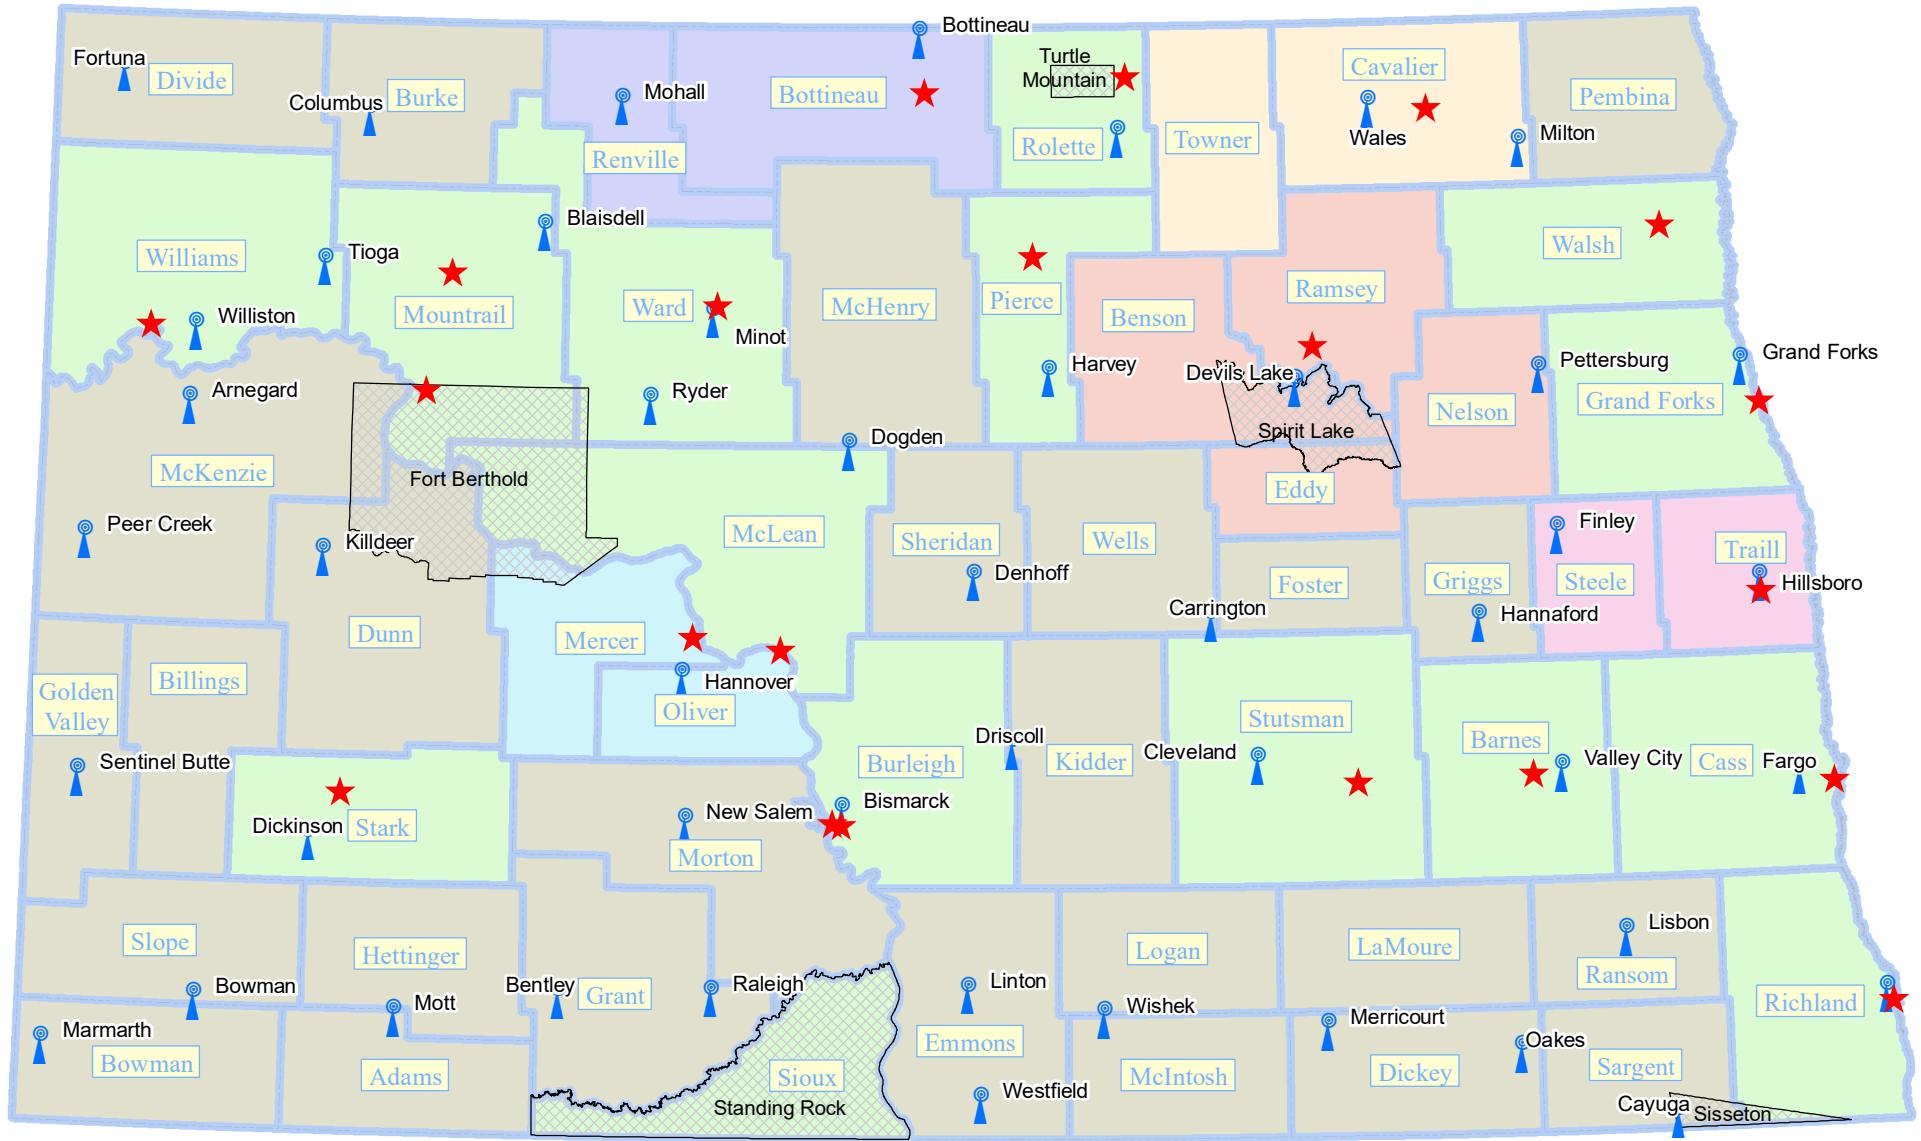 Bottineau
Fortuna
Divide
Columbus
Burke
Mohall
Bottineau
Turtle
Mountain
Cavalier
Pembina
Renville
Rolette
Towner
Wales
Milton
Blaisdell
Williams
Tioga
Walsh
Mountrail
Williston
Ward
Minot
McHenry
Pierce
Benson
Ramsey
Arnegard
Ryder
Harvey
Devils Lake
Pettersburg
Grand Forks
Grand Forks
Nelson
Dogden
Spirit Lake
McKenzie
Fort Berthold
Eddy
Peer Creek
Killdeer
McLean
Sheridan
Wells
Finley
Traill
Denhoff
Foster
Griggs
Steele
Hillsboro
Carrington
Hannaford
Dunn
Mercer
Golden
Valley
Billings
Hannover
Oliver
Stutsman
Driscoll
Cleveland
Barnes
Sentinel Butte
Burleigh
Kidder
Valley City
Cass
Fargo
Bismarck
New Salem
Dickinson
Stark
Morton
Slope
Hettinger
Logan
LaMoure
Lisbon
Ransom
Bowman
Mott
Bentley
Grant
Raleigh
Linton
Wishek
Richland
Marmarth
Merricourt
Oakes
Bowman
Adams
Sioux
Emmons
McIntosh
Dickey
Sargent
Standing Rock
Westfield
Cayuga
Sisseton